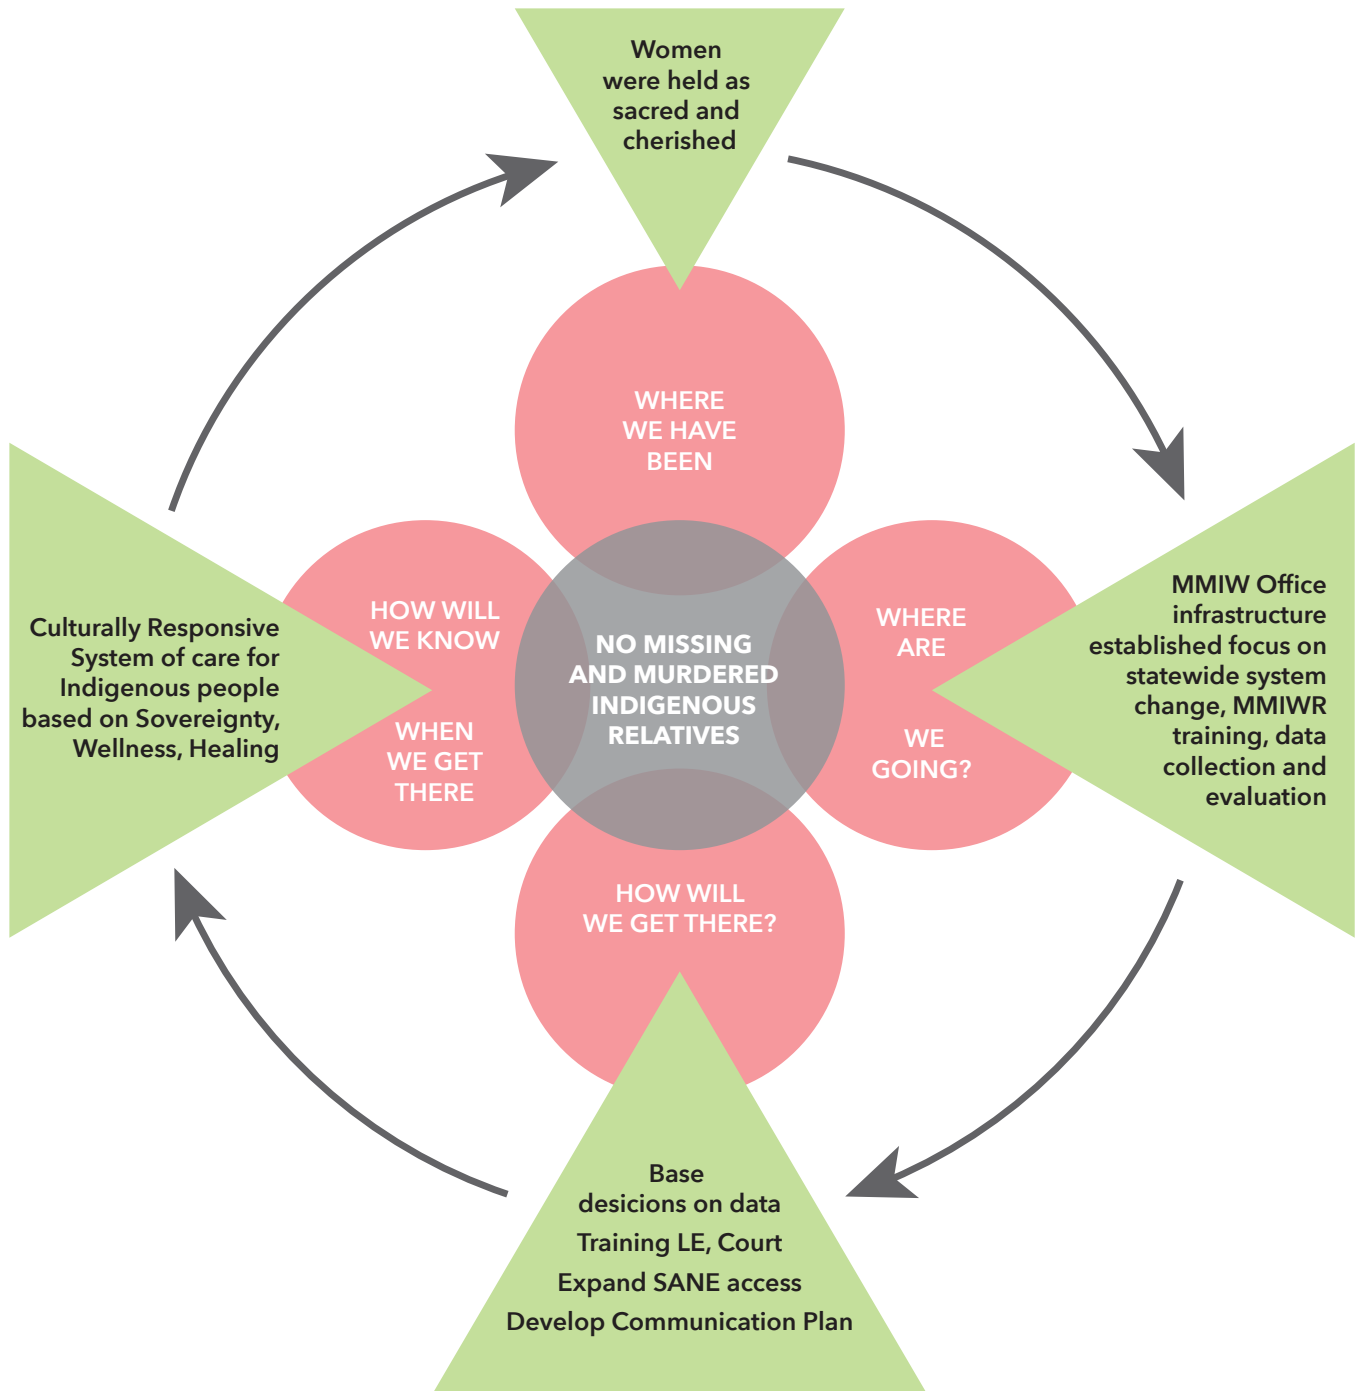 Women
were held as
sacred and
cherished
WHERE
WE HAVE
BEEN
MMIW Office
infrastructure
established focus on
statewide system
change, MMIWR
training, data
collection and
evaluation
WHERE
ARE
WE
GOING?
NO MISSING
AND MURDERED
INDIGENOUS
RELATIVES
HOW WILL
WE KNOW
WHEN
WE GET
THERE
Culturally Responsive
System of care for
Indigenous people
based on Sovereignty,
Wellness, Healing
HOW WILL
WE GET THERE?
Base
desicions on data
Training LE, Court
Expand SANE access
Develop Communication Plan